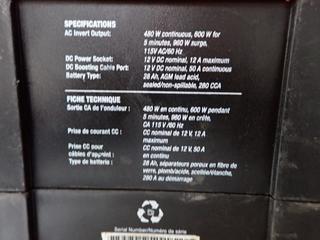 SPECIFICATIONS
AC Invert Output: 480 W continuous, 600 W for
5 minutes, 960 W surge,
115V AC/60 Hz
DC Power Socket: 12 V DC nominal, 12 A maximum
DC Boosting Cable Port: 12 V DC nominal, 50 A continuous
Battery Type: 28 Ah, AGM lead acid,
sealed/non-spillable, 280 CCA
FICHE TECHNIQUE
Sortie CA de l'onduleur : 480 W en continu, 600 W pendant
5 minutes, 960 W en crête,
CA 115 V /60 Hz
Prise de courant CC : CC nominal de 12 V, 12 A
maximum
Prise CC pour CC nominal de 12 V, 50 A
câbles d'appoint : en continu
Type de batterie : 28 Ah, séparateurs poreux en fibre de
verre, plomb/acide, scellée/étanche,
280 A au démarrage
Serial Number/Numéro de série